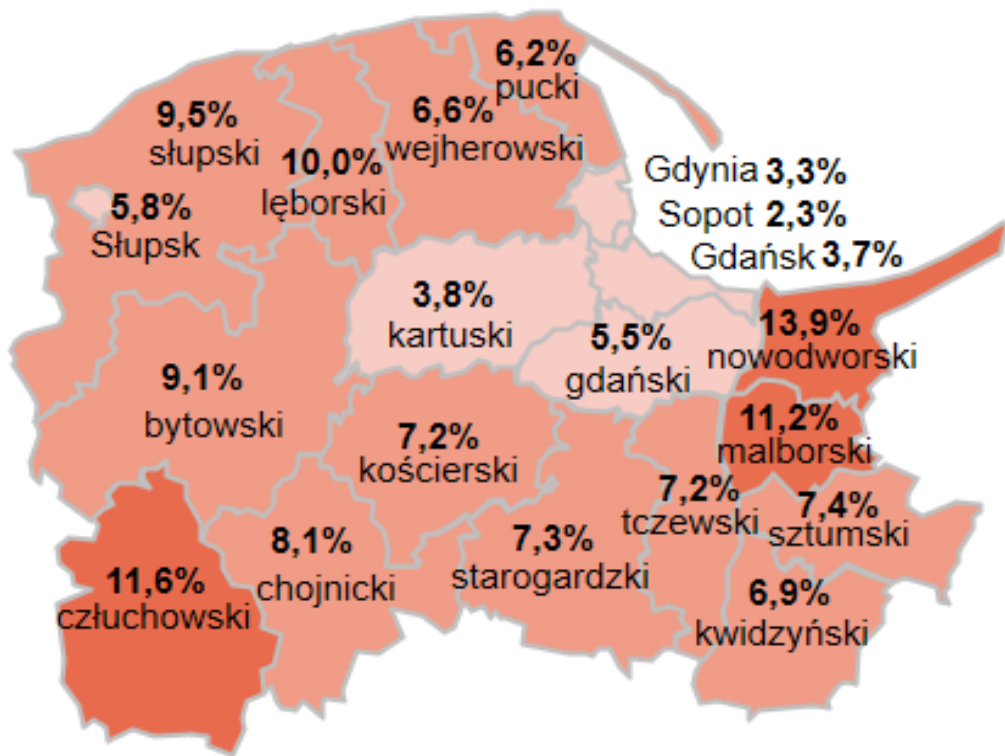 6,2%
pucki
9,5%
słupski
6,6%
wejherowski
10,0%
lęborski
Gdynia 3,3%
Sopot 2,3%
Gdańsk 3,7%
5,8%
Słupsk
3,8%
kartuski
5,5%
gdański
13,9%
nowodworski
9,1%
bytowski
11,2%
malborski
7,2%
kościerski
7,2%
tczewski
7,4%
sztumski
8,1%
chojnicki
7,3%
starogardzki
11,6%
człuchowski
6,9%
kwidzyński